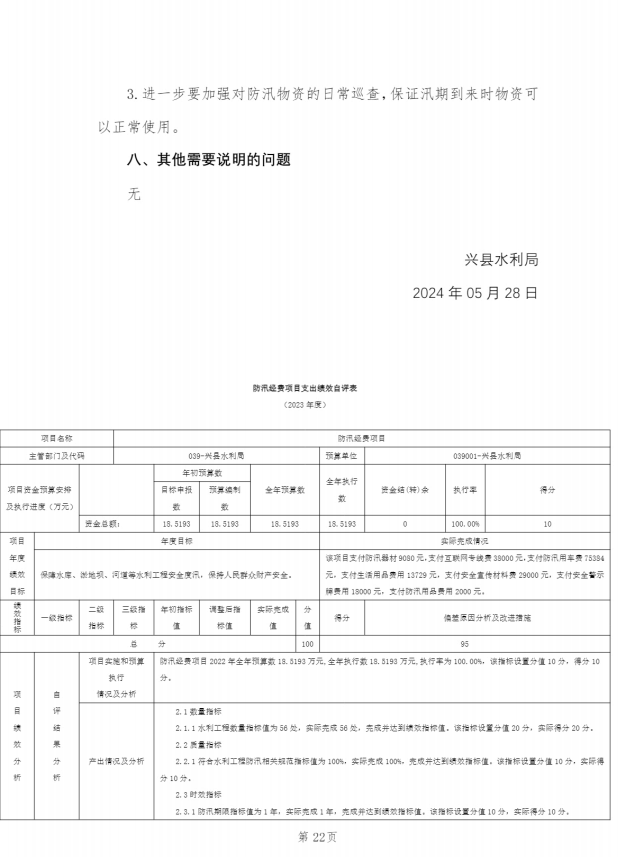 3.进一步要加强对防汛物资的日常巡查,保证汛期到来时物资可
以正常使用。
八、其他需要说明的问题
无
兴县水利局
2024 年 05 月 28 日
防汛经费项目支出绩效自评表
(2023 年度)
项目名称
防汛经费项目
主管部门及代码
039-兴县水利局
预算单位
039001-兴县水利局
项目资金预算安排
及执行进度(万元)
年初预算数
目标申报
数
预算编制
数
全年预算数
全年执行
数
资金结(转)余
执行率
得分
资金总额:
18.5193
18.5193
18.5193
18.5193
0
100.00%
10
项目
年度
绩效
目标
年度目标
实际完成情况
保障水库、淤地坝、河道等水利工程安全度汛,保持人民群众财产安全。
该项目支付防汛器材9080元,支付互联网专线费38000元,支付防汛用车费75384
元,支付生活用品费用13729元,支付安全宣传材料费29000元,支付安全警示
牌费用18000元,支付防汛用品费用2000元。
绩
效
指
标
一级指标
二级
指标
三级指
标
年初指标
值
调整后指
标值
实际完成
值
分
值
得分
偏差原因分析及改进措施
总 分
100
95
项
目
绩
效
分
析
自
评
结
果
分
析
项目实施和预算
执行
情况及分析
防汛经费项目2022年全年预算数18.5193万元,全年执行数18.5193万元,执行率为100.00%,该指标设置分值10分,得分10
分。
产出情况及分析
2.1数量指标
2.1.1水利工程数量指标值为56处,实际完成56处,完成并达到绩效指标值。该指标设置分值20分,实际得分20分。
2.2质量指标
2.2.1符合水利工程防汛相关规范指标值为100%,实际完成100%,完成并达到绩效指标值。该指标设置分值10分,实际得
分10分。
2.3时效指标
2.3.1防汛期限指标值为1年,实际完成1年,完成并达到绩效指标值。该指标设置分值10分,实际得分10分。
第 22页